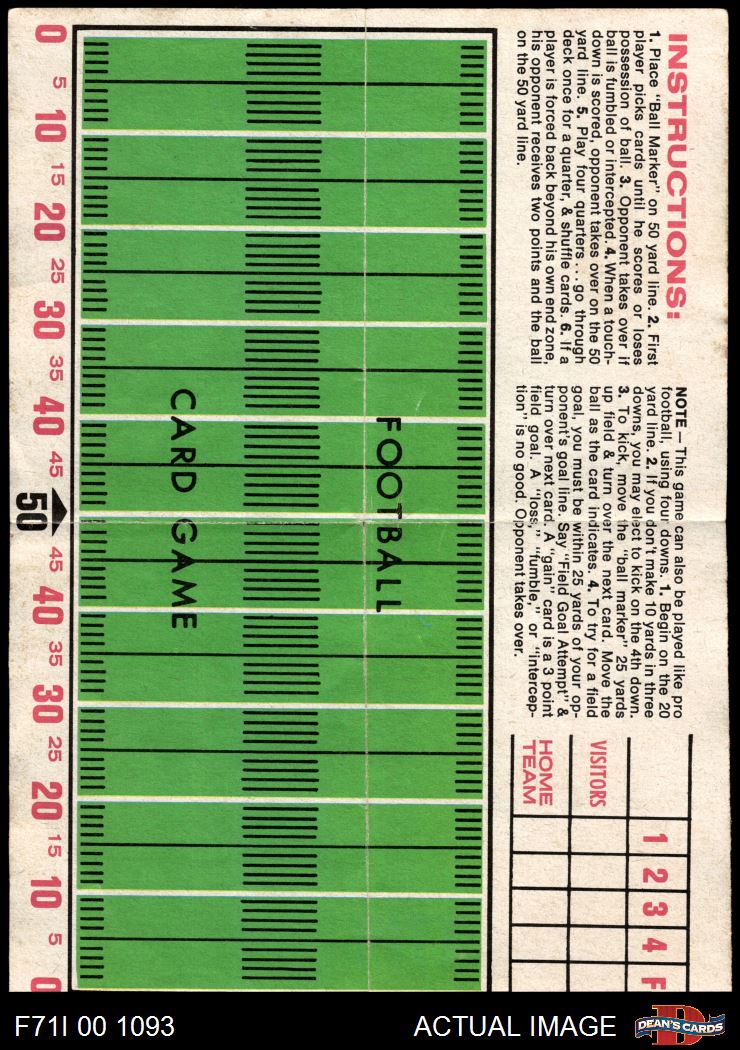 INSTRUCTIONS:
1. Place "Ball Marker" on 50 yard line. 2. First
player picks cards until he scores or loses
possession of ball. 3. Opponent takes over if
ball is fumbled or intercepted. 4. When a touch-
down is scored, opponent takes over on the 50
yard line. 5. Play four quarters . . . go through
deck once for a quarter, & shuffle cards. 6. If a
player is forced back beyond his own end zone,
his opponent receives two points and the ball
on the 50 yard line.
NOTE — This game can also be played like pro
football, using four downs. 1. Begin on the 20
yard line. 2. If you don't make 10 yards in three
downs, you may elect to kick on the 4th down.
3. To kick, move the "ball marker" 25 yards
up field & turn over the next card. Move the
ball as the card indicates. 4. To try for a field
goal, you must be within 25 yards of your op-
ponent's goal line. Say "Field Goal Attempt" &
turn over next card. A "gain" card is a 3 point
field goal. A "loss," "fumble," or "intercep-
tion" is no good. Opponent takes over.
1 2 3 4 F
VISITORS
HOME
TEAM
FOOTBALL
CARD GAME
0 5 10 15 20 25 30 35 40 45 50 45 40 35 30 25 20 15 10 5 0
F71I 00 1093
ACTUAL IMAGE
D
DEAN'S CARDS